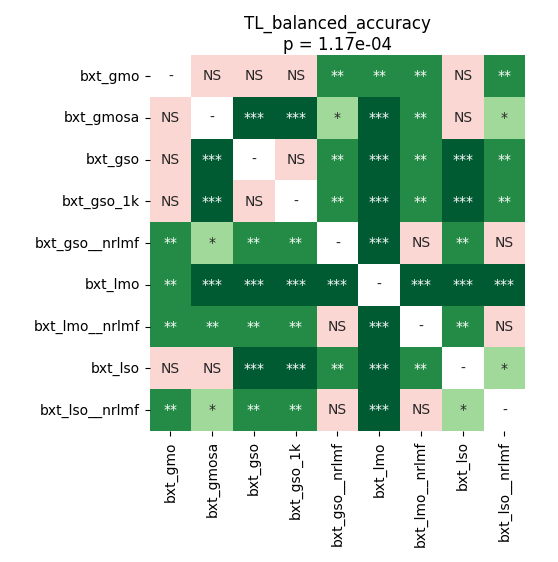 TL_balanced_accuracy
p = 1.17e-04
bxt_gmo - NS NS NS ** ** ** NS **
bxt_gmosa NS - *** *** * *** ** NS *
bxt_gso NS *** - NS ** *** ** *** **
bxt_gso_1k NS *** NS - ** *** ** *** **
bxt_gso__nrlmf ** * ** ** - *** NS ** NS
bxt_lmo ** *** *** *** *** - *** *** ***
bxt_lmo__nrlmf ** ** ** ** NS *** - ** NS
bxt_lso NS NS *** *** ** *** ** - *
bxt_lso__nrlmf ** * ** ** NS *** NS * -
bxt_gmo
bxt_gmosa
bxt_gso
bxt_gso_1k
bxt_gso__nrlmf
bxt_lmo
bxt_lmo__nrlmf
bxt_lso
bxt_lso__nrlmf